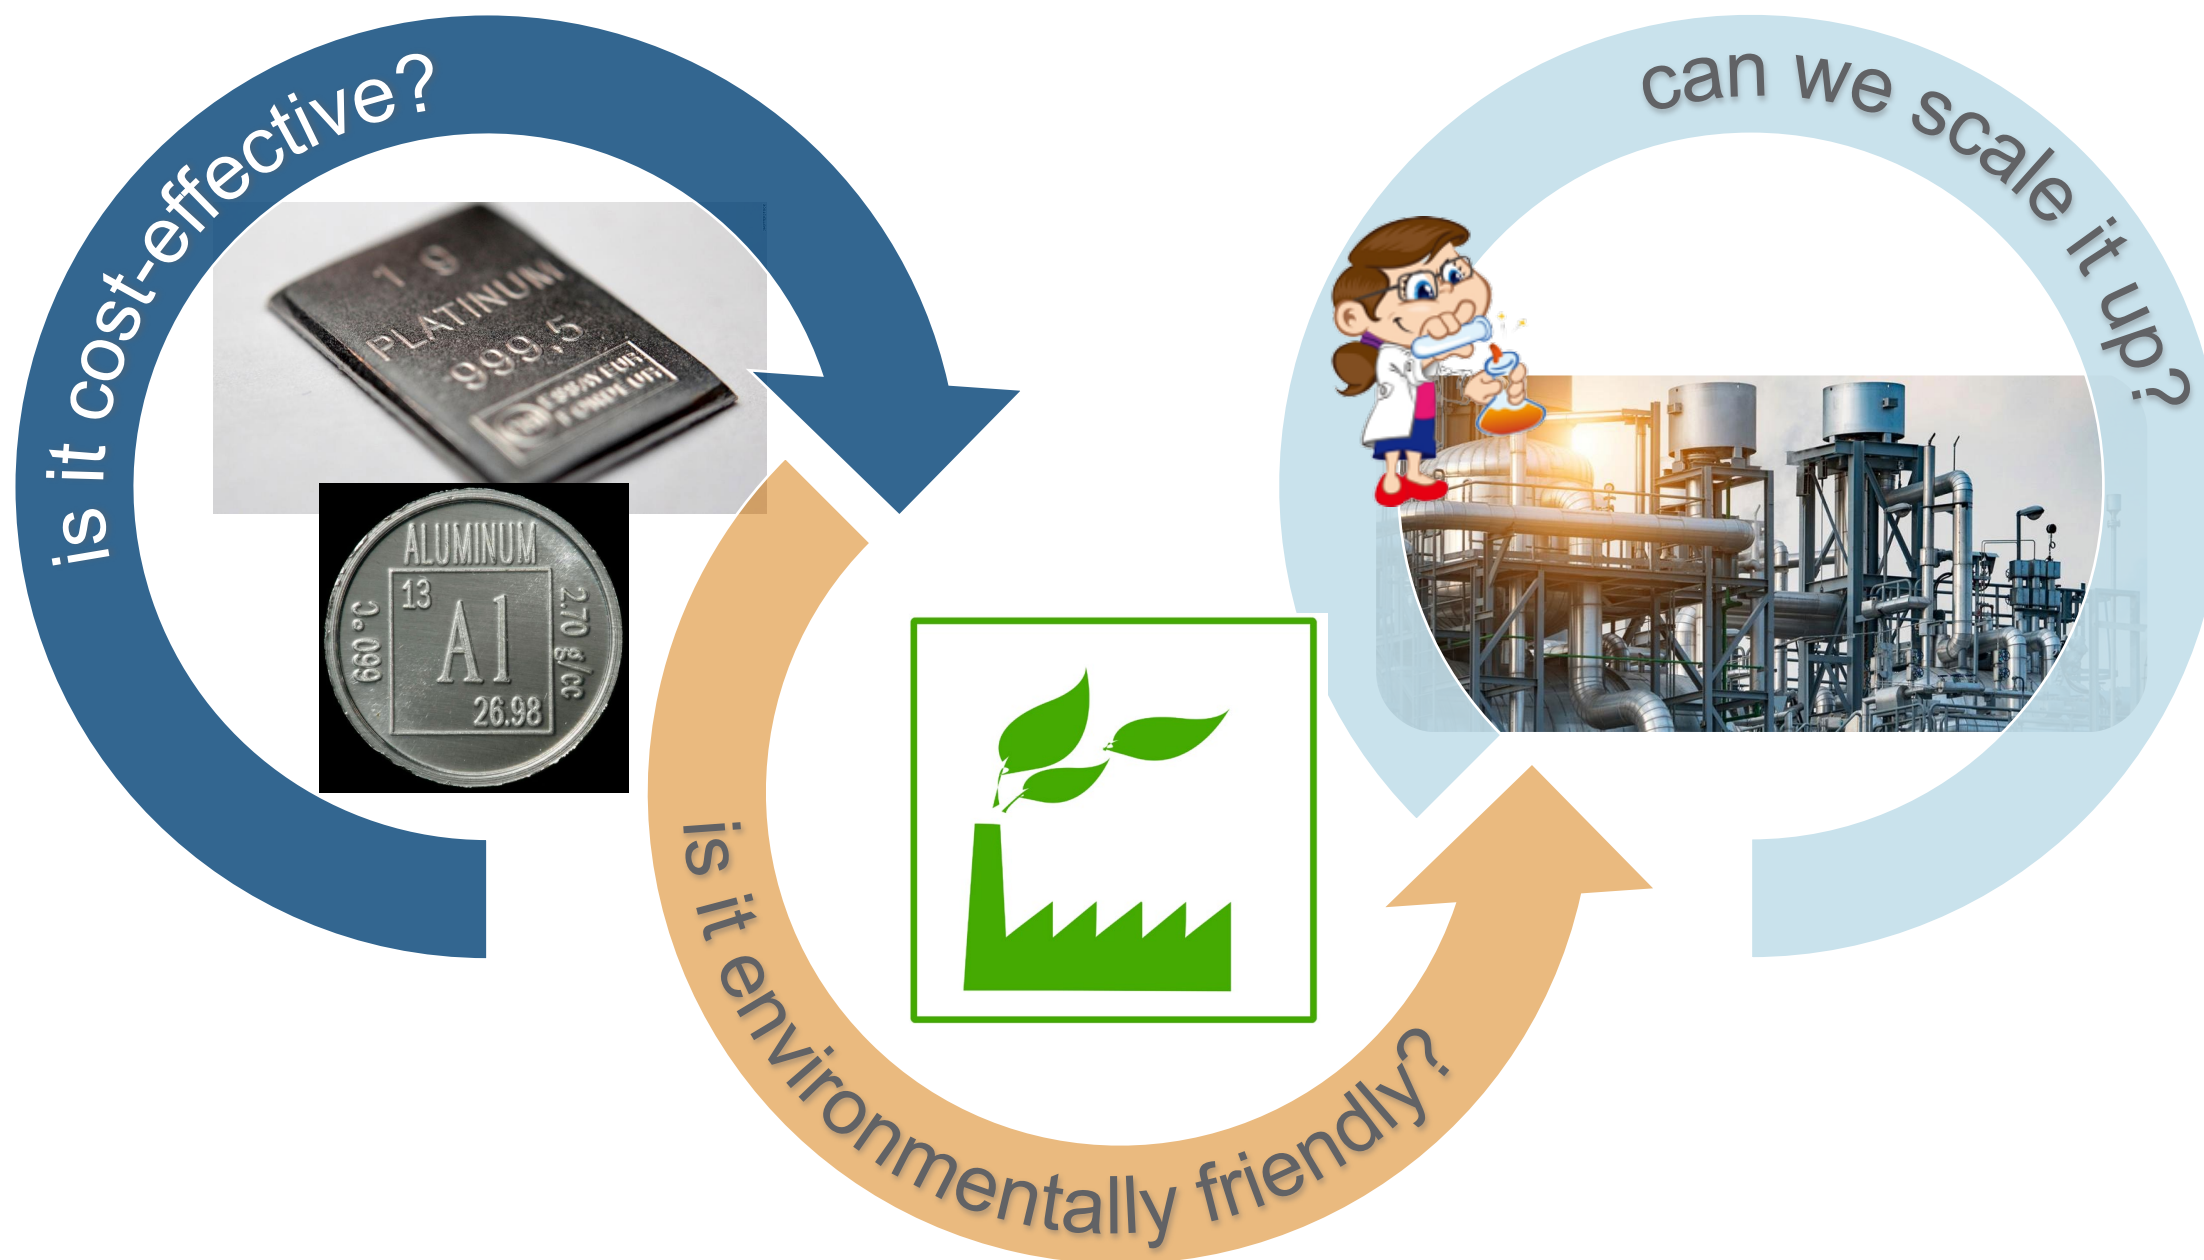 is it cost-effective?
1 g
PLATINUM
999,5
ALUMINUM
13
Al
26.98
660 °C
2.70 g/cc
is it environmentally friendly?
can we scale it up?